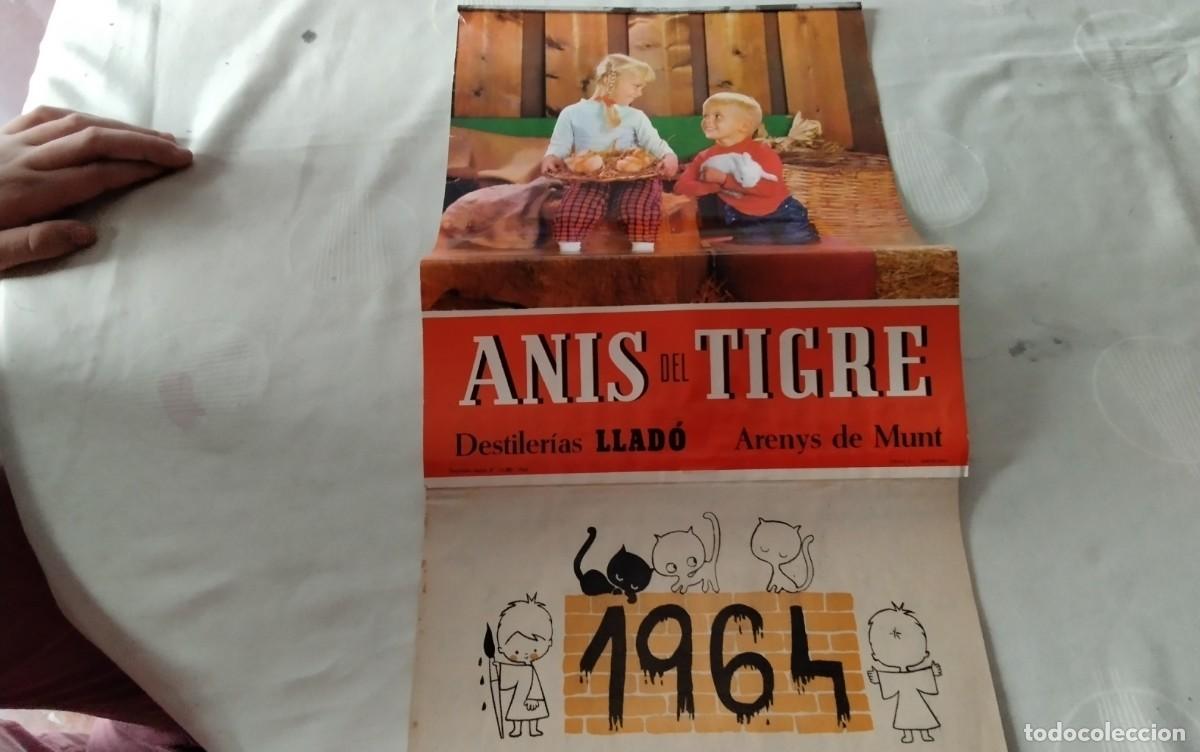 ANIS DEL TIGRE
Destilerías LLADÓ Arenys de Munt
1964
todocoleccion